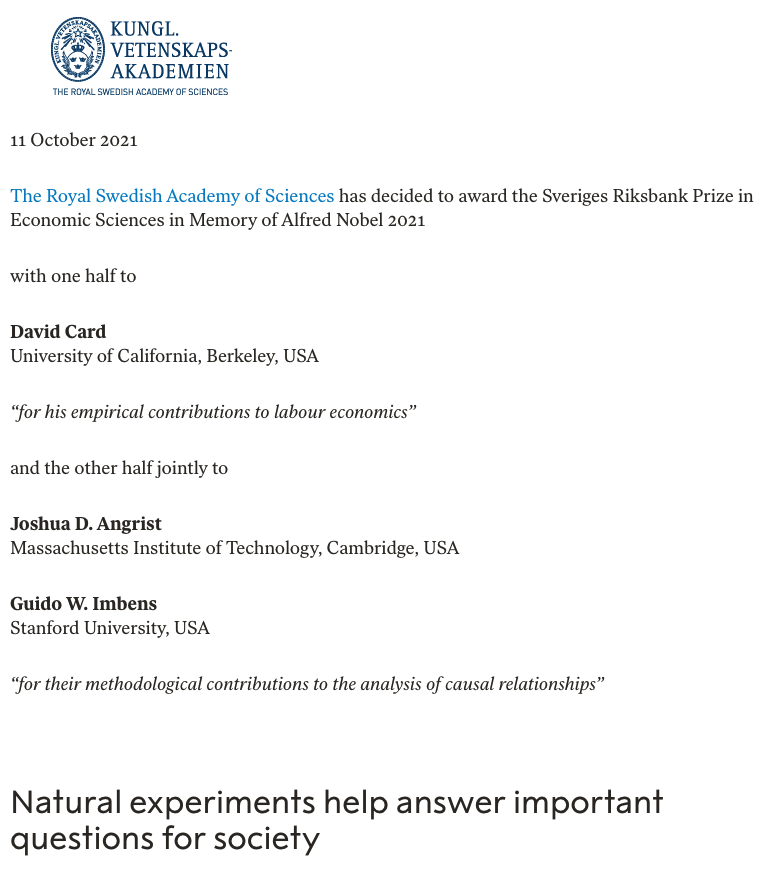 KUNGL.
VETENSKAPS-
AKADEMIEN
THE ROYAL SWEDISH ACADEMY OF SCIENCES
11 October 2021
The Royal Swedish Academy of Sciences has decided to award the Sveriges Riksbank Prize in
Economic Sciences in Memory of Alfred Nobel 2021
with one half to
David Card
University of California, Berkeley, USA
“for his empirical contributions to labour economics”
and the other half jointly to
Joshua D. Angrist
Massachusetts Institute of Technology, Cambridge, USA
Guido W. Imbens
Stanford University, USA
“for their methodological contributions to the analysis of causal relationships”
Natural experiments help answer important
questions for society